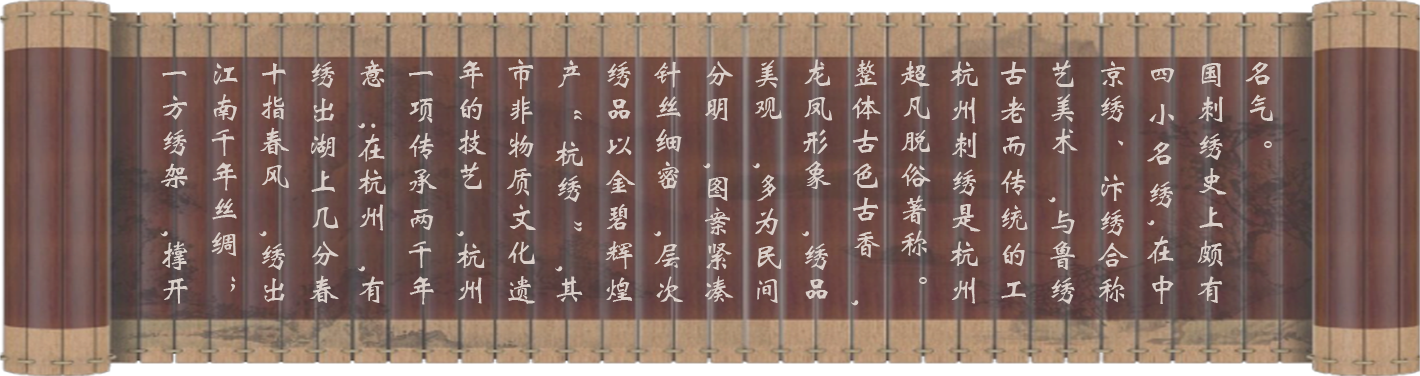 一方绣架，撑开
江南千年丝绸；
十指春风，绣出
绣出湖上几分春
意..在杭州，有
一项传承两千年
年的技艺，杭州
市非物质文化遗
产“杭绣”，其
绣品以金碧辉煌
针丝细密，层次
分明，图案紧凑
美观，多为民间
龙凤形象，绣品
整体古色古香，
超凡脱俗著称。
杭州刺绣是杭州
古老而传统的工
艺美术，与鲁绣
京绣、汴绣合称
四小名绣，在中
国刺绣史上颇有
名气。